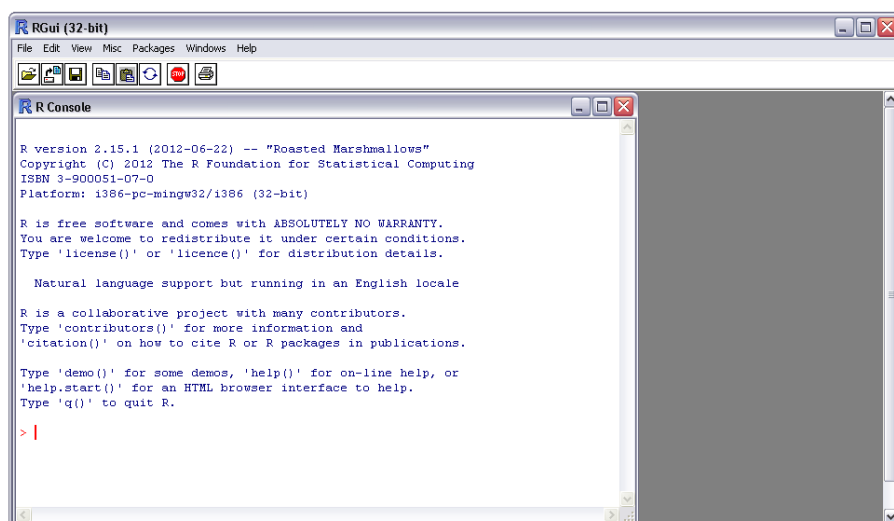 RGui (32-bit)
File Edit View Misc Packages Windows Help
STOP
R Console
R version 2.15.1 (2012-06-22) -- "Roasted Marshmallows"
Copyright (C) 2012 The R Foundation for Statistical Computing
ISBN 3-900051-07-0
Platform: i386-pc-mingw32/i386 (32-bit)
R is free software and comes with ABSOLUTELY NO WARRANTY.
You are welcome to redistribute it under certain conditions.
Type 'license()' or 'licence()' for distribution details.
Natural language support but running in an English locale
R is a collaborative project with many contributors.
Type 'contributors()' for more information and
'citation()' on how to cite R or R packages in publications.
Type 'demo()' for some demos, 'help()' for on-line help, or
'help.start()' for an HTML browser interface to help.
Type 'q()' to quit R.
>